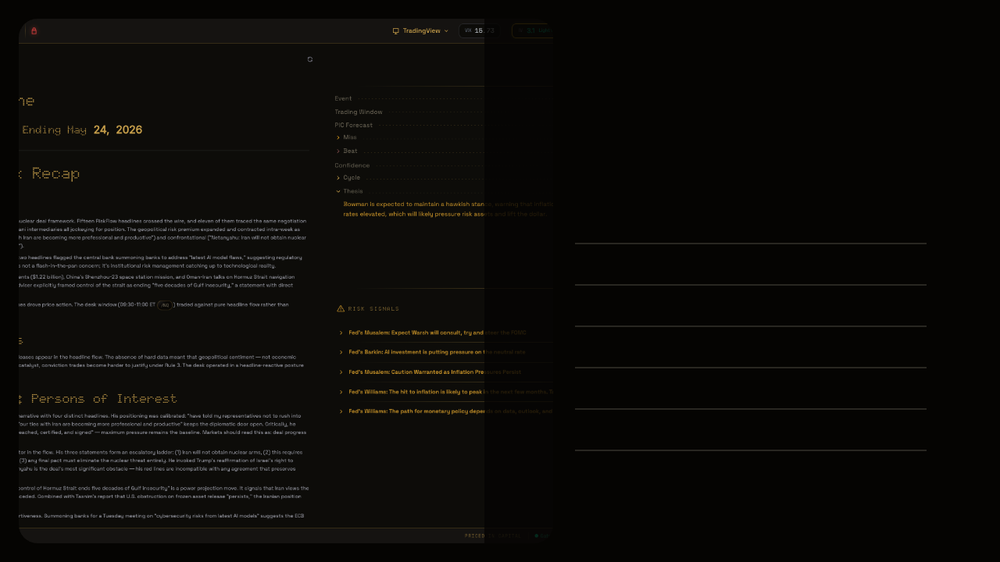 TradingView
VIX 15.72
Ending May 24, 2026
Recap
nuclear deal framework. Fifteen RiskFlow headlines crossed the wire, and eleven of them traced the same negotiation
intermediaries all jockeying for position. The geopolitical risk premium expanded and contracted intra-week as
Iran are becoming more professional and productive") and confrontational ("Netanyahu: Iran will not obtain nuclear
").
two headlines flagged the central bank summoning banks to address "latest AI model flaws," suggesting regulatory
s not a flash-in-the-pan concern; it's institutional risk management catching up to technological reality.
ents ($1.22 billion), China's Shenzhou-23 space station mission, and Oman-Iran talks on Hormuz Strait navigation
dviser explicitly framed control of the strait as ending "five decades of Gulf insecurity," a statement with direct
es drove price action. The desk window (09:30-11:00 ET /NQ ) traded against pure headline flow rather than
s
leases appear in the headline flow. The absence of hard data meant that geopolitical sentiment — not economic
catalyst, conviction trades become harder to justify under Rule 3. The desk operated in a headline-reactive posture
Persons of Interest
narrative with four distinct headlines. His positioning was calibrated: "have told my representatives not to rush into
"our ties with Iran are becoming more professional and productive" keeps the diplomatic door open. Critically, he
eached, certified, and signed" — maximum pressure remains the baseline. Markets should read this as: deal progress
tor in the flow. His three statements form an escalatory ladder: (1) Iran will not obtain nuclear arms, (2) this requires
(3) any final pact must eliminate the nuclear threat entirely. He invoked Trump's reaffirmation of Israel's right to
nyahu is the deal's most significant obstacle — his red lines are incompatible with any agreement that preserves
control of Hormuz Strait ends five decades of Gulf insecurity" is a power projection move. It signals that Iran views the
ceded. Combined with Tasnim's report that U.S. obstruction on frozen asset release "persists," the Iranian position
rtiveness. Summoning banks for a Tuesday meeting on "cybersecurity risks from latest AI models" suggests the ECB
Event
Trading Window
PIC Forecast
Miss
Beat
Confidence
Cycle
Thesis
Bowman is expected to maintain a hawkish stance, warning that inflati
rates elevated, which will likely pressure risk assets and lift the dollar.
RISK SIGNALS
Fed's Musalem: Expect Warsh will consult, try and steer the FOMC
Fed's Barkin: AI investment is putting pressure on the neutral rate
Fed's Musalem: Caution Warranted as Inflation Pressures Persist
Fed's Williams: The hit to inflation is likely to peak in the next few months.
Fed's Williams: The path for monetary policy depends on data, outlook, and
PRICED